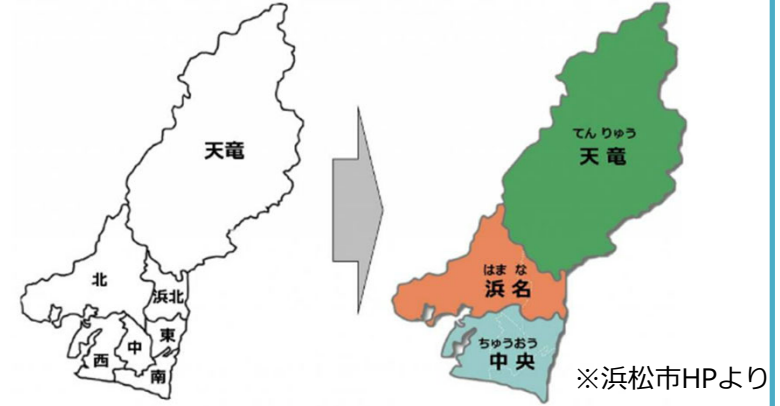 天竜
北
浜北
東
中
西
南
てんりゅう
天竜
はまな
浜名
ちゅうおう
中央
※浜松市HPより